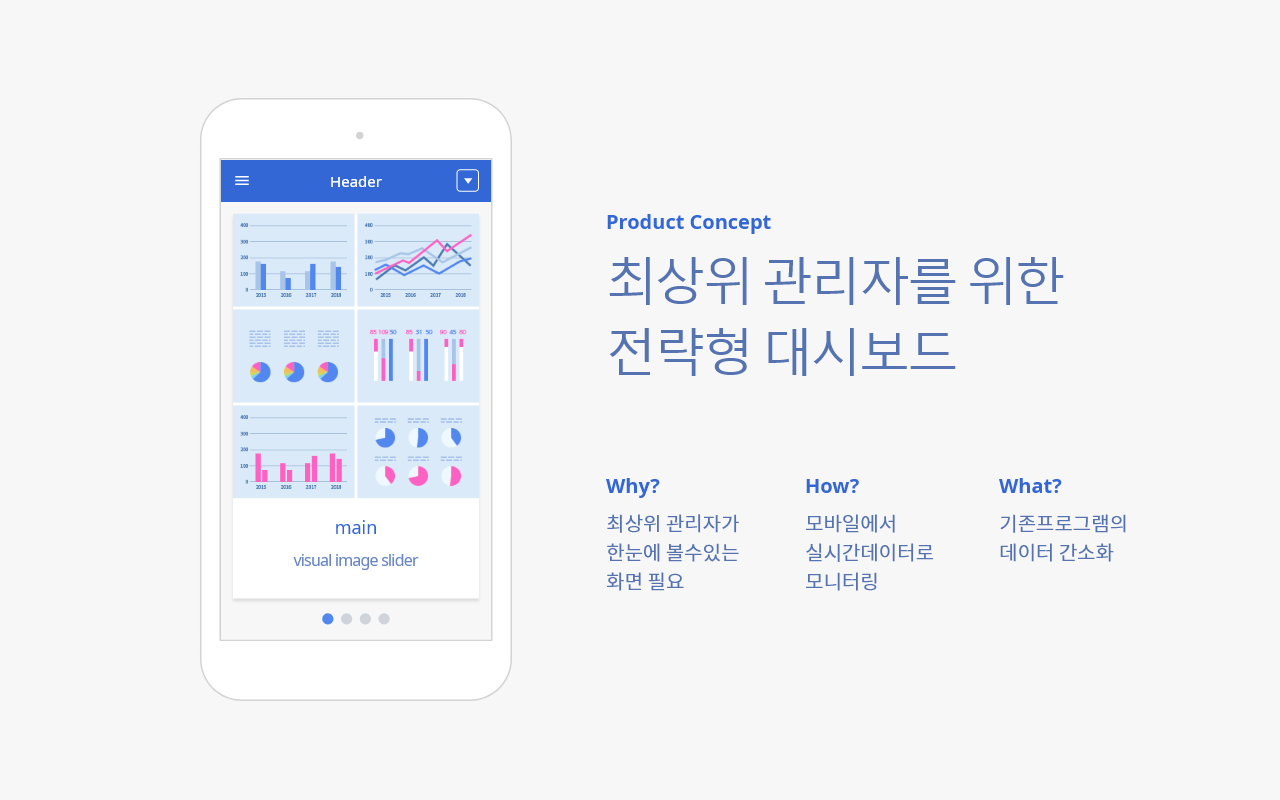 Header
400
300
200
100
0
2015 2016 2017 2018
400
300
200
100
0
2015 2016 2017 2018
85 109 50 85 31 50 90 45 80
400
300
200
100
0
2015 2016 2017 2018
main
visual image slider
Product Concept
최상위 관리자를 위한
전략형 대시보드
Why?
최상위 관리자가
한눈에 볼수있는
화면 필요
How?
모바일에서
실시간데이터로
모니터링
What?
기존프로그램의
데이터 간소화